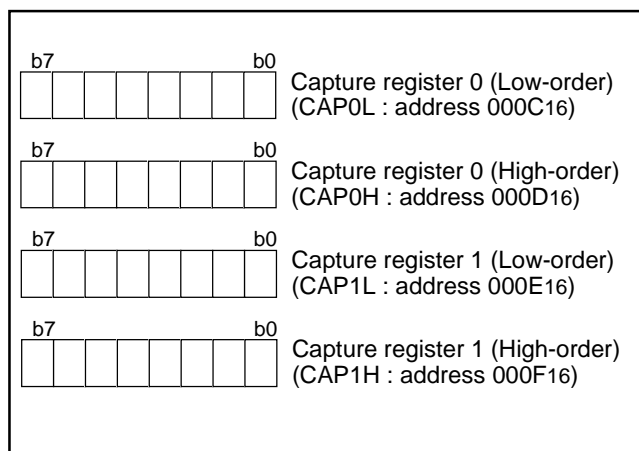 b7 b0
Capture register 0 (Low-order)
(CAP0L : address 000C16)
b7 b0
Capture register 0 (High-order)
(CAP0H : address 000D16)
b7 b0
Capture register 1 (Low-order)
(CAP1L : address 000E16)
b7 b0
Capture register 1 (High-order)
(CAP1H : address 000F16)